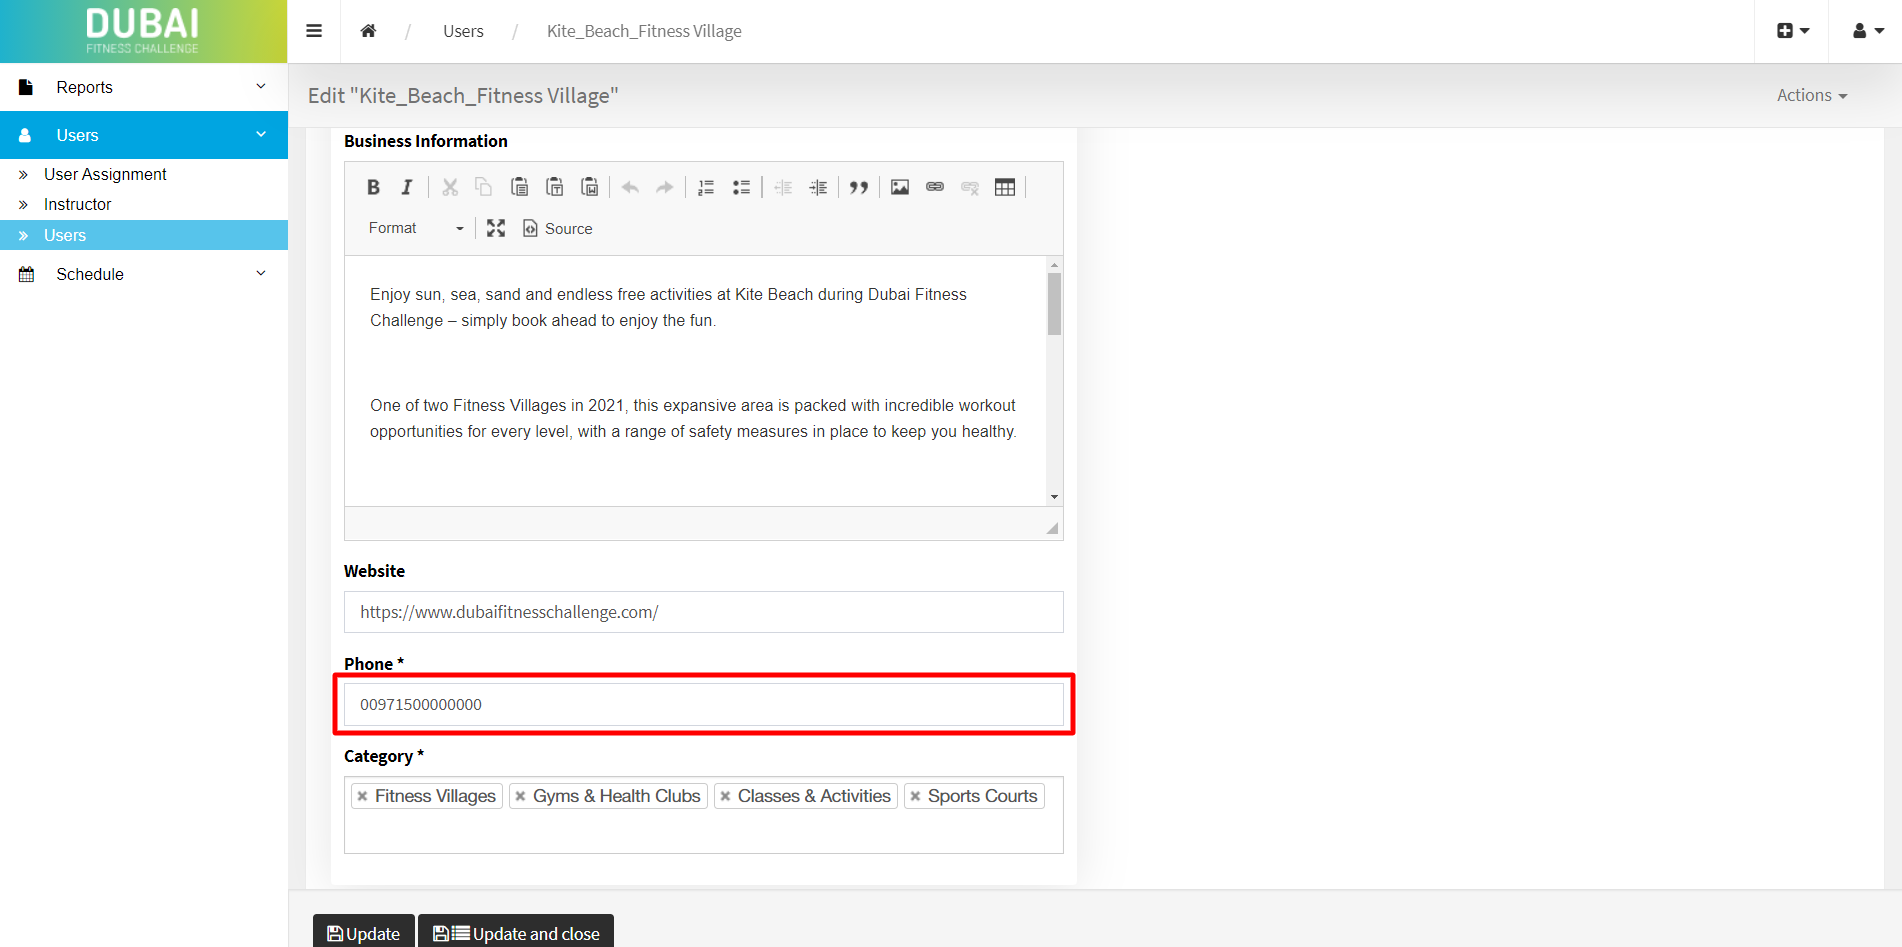 DUBAI
FITNESS CHALLENGE
/ Users / Kite_Beach_Fitness Village
Reports
Users
User Assignment
Instructor
Users
Schedule
Edit "Kite_Beach_Fitness Village"
Actions
Business Information
Format
Source
Enjoy sun, sea, sand and endless free activities at Kite Beach during Dubai Fitness
Challenge – simply book ahead to enjoy the fun.
One of two Fitness Villages in 2021, this expansive area is packed with incredible workout
opportunities for every level, with a range of safety measures in place to keep you healthy.
Website
https://www.dubaifitnesschallenge.com/
Phone *
00971500000000
Category *
× Fitness Villages × Gyms & Health Clubs × Classes & Activities × Sports Courts
Update Update and close